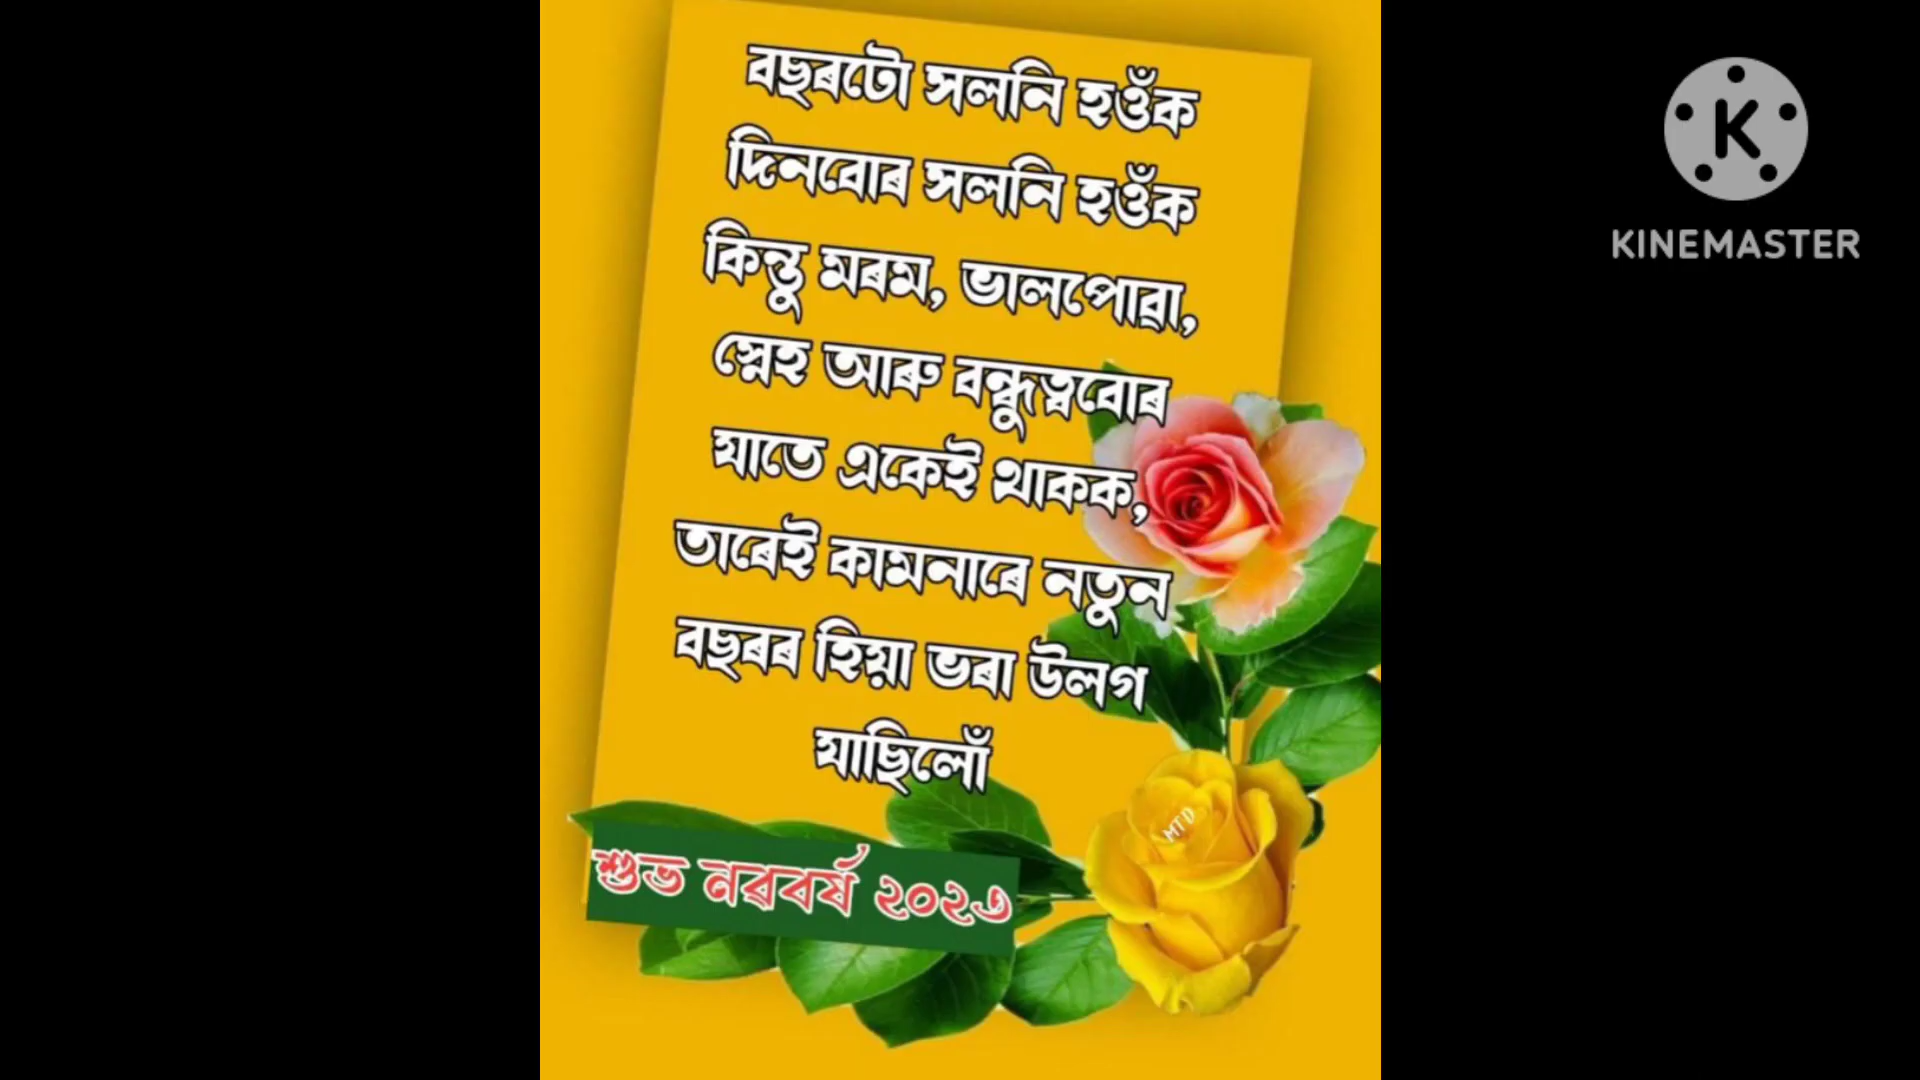 বছৰটো সলনি হওঁক
দিনবোৰ সলনি হওঁক
কিন্তু মৰম, ভালপোৱা,
স্নেহ আৰু বন্ধুত্ববোৰ
যাতে একেই থাকক,
তাৰেই কামনাৰে নতুন
বছৰৰ হিয়া ভৰা উলগ
যাছিলোঁ
শুভ নৱবৰ্ষ ২০২৩
MTD
K
KINEMASTER